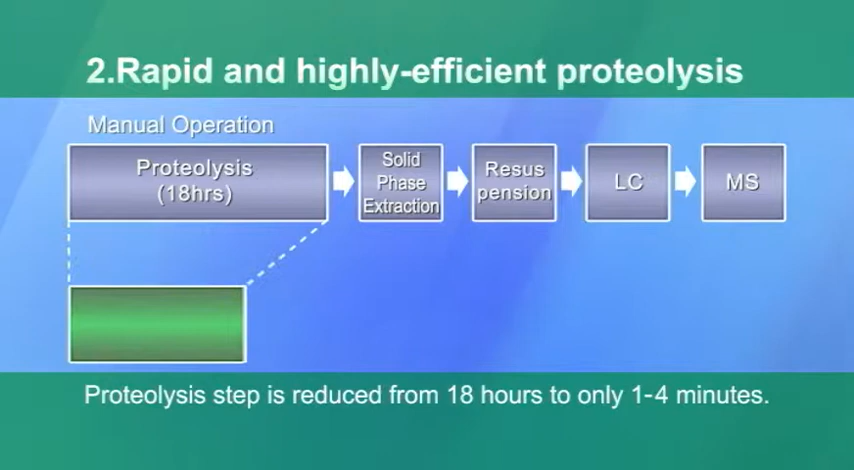 2.Rapid and highly-efficient proteolysis
Manual Operation
Proteolysis
(18hrs)
Solid
Phase
Extraction
Resus
pension
LC
MS
Proteolysis step is reduced from 18 hours to only 1-4 minutes.